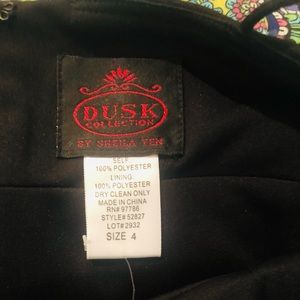 DUSK
COLLECTION
BY SHEILA YEN
SELF
100% POLYESTER
LINING
100% POLYESTER
DRY CLEAN ONLY
MADE IN CHINA
RN# 97786
STYLE# 52827
LOT# 2932
SIZE 4